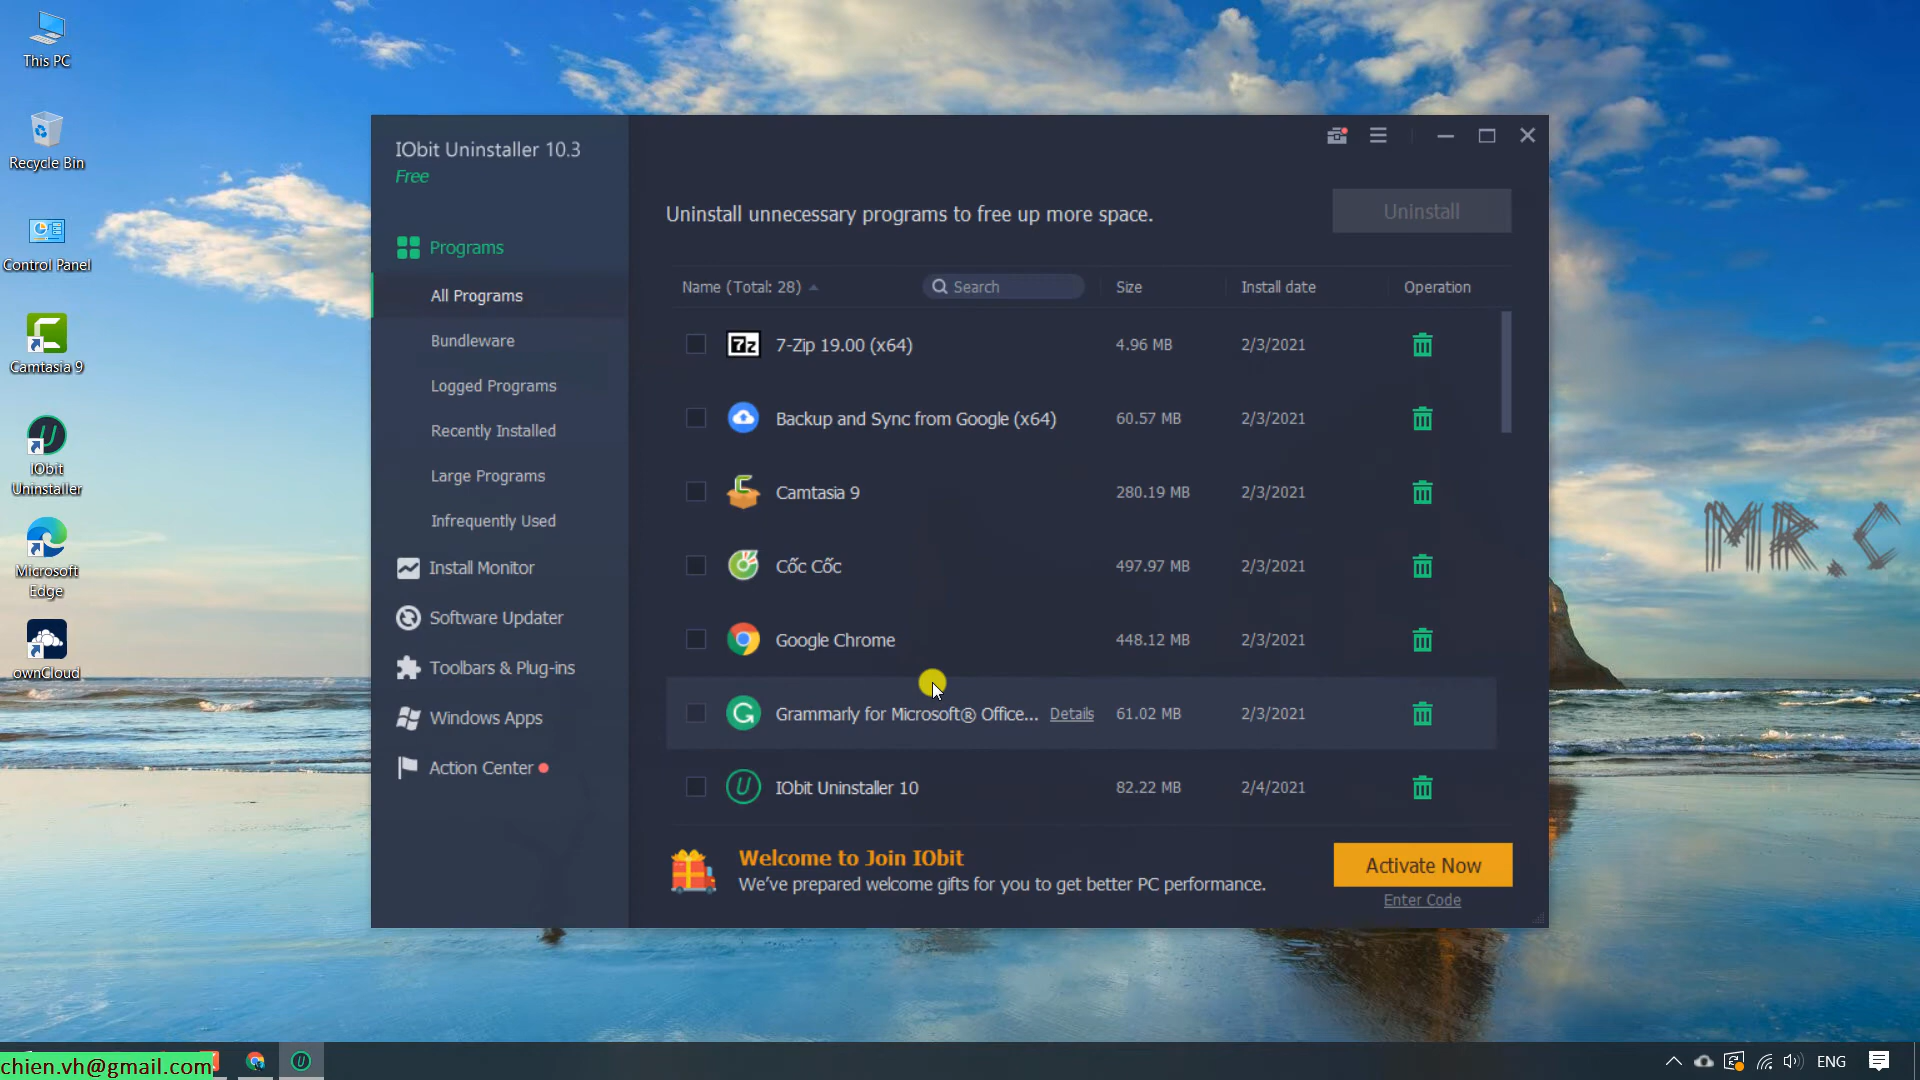 This PC
Recycle Bin
Control Panel
Camtasia 9
IObit
Uninstaller
Microsoft
Edge
ownCloud
IObit Uninstaller 10.3
Free
Programs
All Programs
Bundleware
Logged Programs
Recently Installed
Large Programs
Infrequently Used
Install Monitor
Software Updater
Toolbars & Plug-ins
Windows Apps
Action Center
Uninstall unnecessary programs to free up more space.
Uninstall
Name (Total: 28) Search Size Install date Operation
7-Zip 19.00 (x64) 4.96 MB 2/3/2021
Backup and Sync from Google (x64) 60.57 MB 2/3/2021
Camtasia 9 280.19 MB 2/3/2021
Cốc Cốc 497.97 MB 2/3/2021
Google Chrome 448.12 MB 2/3/2021
Grammarly for Microsoft® Office... Details 61.02 MB 2/3/2021
IObit Uninstaller 10 82.22 MB 2/4/2021
Welcome to Join IObit
We've prepared welcome gifts for you to get better PC performance.
Activate Now
Enter Code
MR.C
chien.vh@gmail.com
ENG